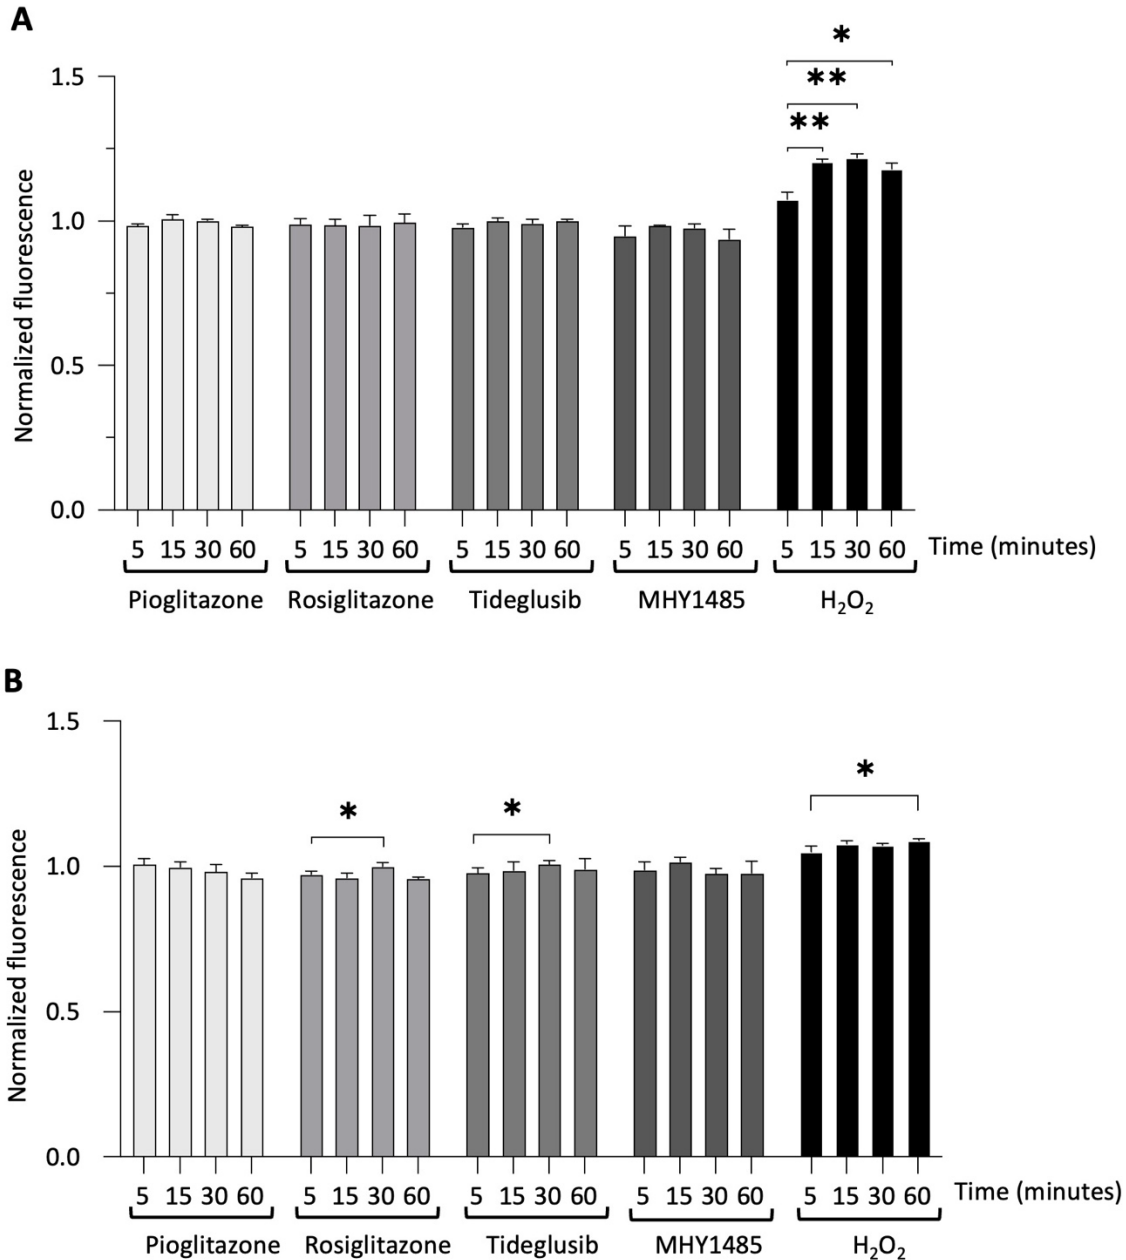 A
*
1.5
**
**
1.0
Normalized fluorescence
0.5
0.0
5 15 30 60 5 15 30 60 5 15 30 60 5 15 30 60 5 15 30 60 Time (minutes)
Pioglitazone Rosiglitazone Tideglusib MHY1485 H₂O₂
B
1.5
* * *
1.0
Normalized fluorescence
0.5
0.0
5 15 30 60 5 15 30 60 5 15 30 60 5 15 30 60 5 15 30 60 Time (minutes)
Pioglitazone Rosiglitazone Tideglusib MHY1485 H₂O₂